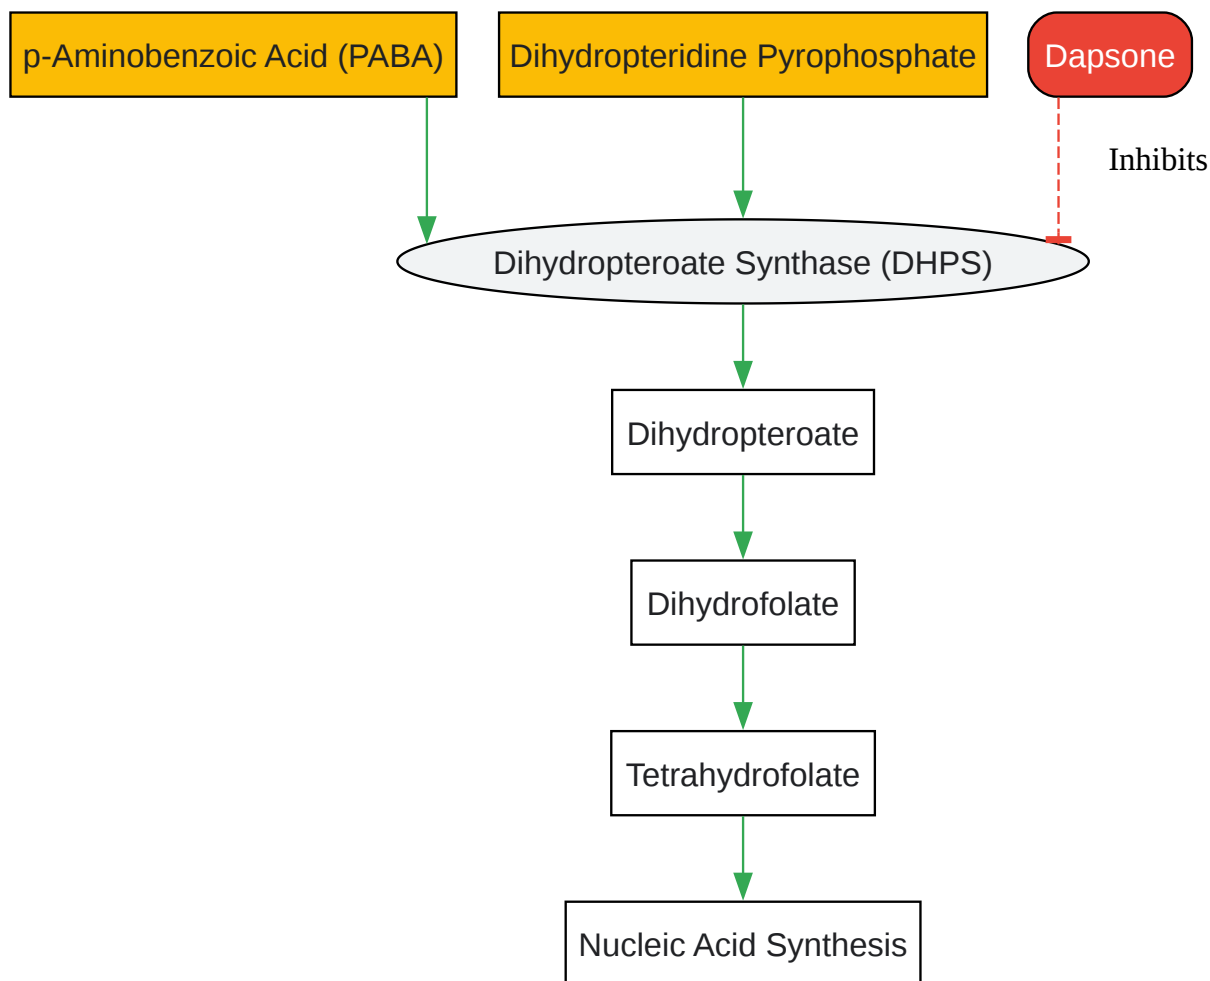 p-Aminobenzoic Acid (PABA)
Dihydropteridine Pyrophosphate
Dapsone
Inhibits
Dihydropteroate Synthase (DHPS)
Dihydropteroate
Dihydrofolate
Tetrahydrofolate
Nucleic Acid Synthesis